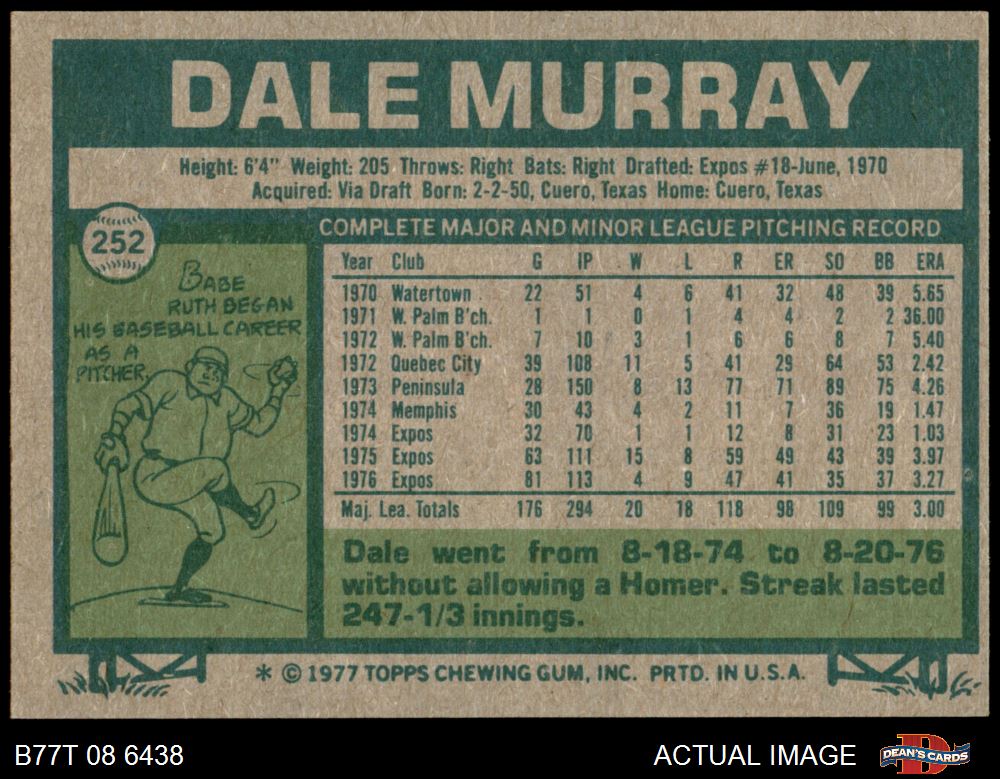 DALE MURRAY
Height: 6'4" Weight: 205 Throws: Right Bats: Right Drafted: Expos #18-June, 1970
Acquired: Via Draft Born: 2-2-50, Cuero, Texas Home: Cuero, Texas
252
BABE
RUTH BEGAN
HIS BASEBALL CAREER
AS A
PITCHER.
COMPLETE MAJOR AND MINOR LEAGUE PITCHING RECORD
Year Club G IP W L R ER SO BB ERA
1970 Watertown 22 51 4 6 41 32 48 39 5.65
1971 W. Palm B'ch. 1 1 0 1 4 4 2 2 36.00
1972 W. Palm B'ch. 7 10 3 1 6 6 8 7 5.40
1972 Quebec City 39 108 11 5 41 29 64 53 2.42
1973 Peninsula 28 150 8 13 77 71 89 75 4.26
1974 Memphis 30 43 4 2 11 7 36 19 1.47
1974 Expos 32 70 1 1 12 8 31 23 1.03
1975 Expos 63 111 15 8 59 49 43 39 3.97
1976 Expos 81 113 4 9 47 41 35 37 3.27
Maj. Lea. Totals 176 294 20 18 118 98 109 99 3.00
Dale went from 8-18-74 to 8-20-76
without allowing a Homer. Streak lasted
247-1/3 innings.
* © 1977 TOPPS CHEWING GUM, INC. PRTD. IN U.S.A.
B77T 08 6438
ACTUAL IMAGE
DEAN'S CARDS